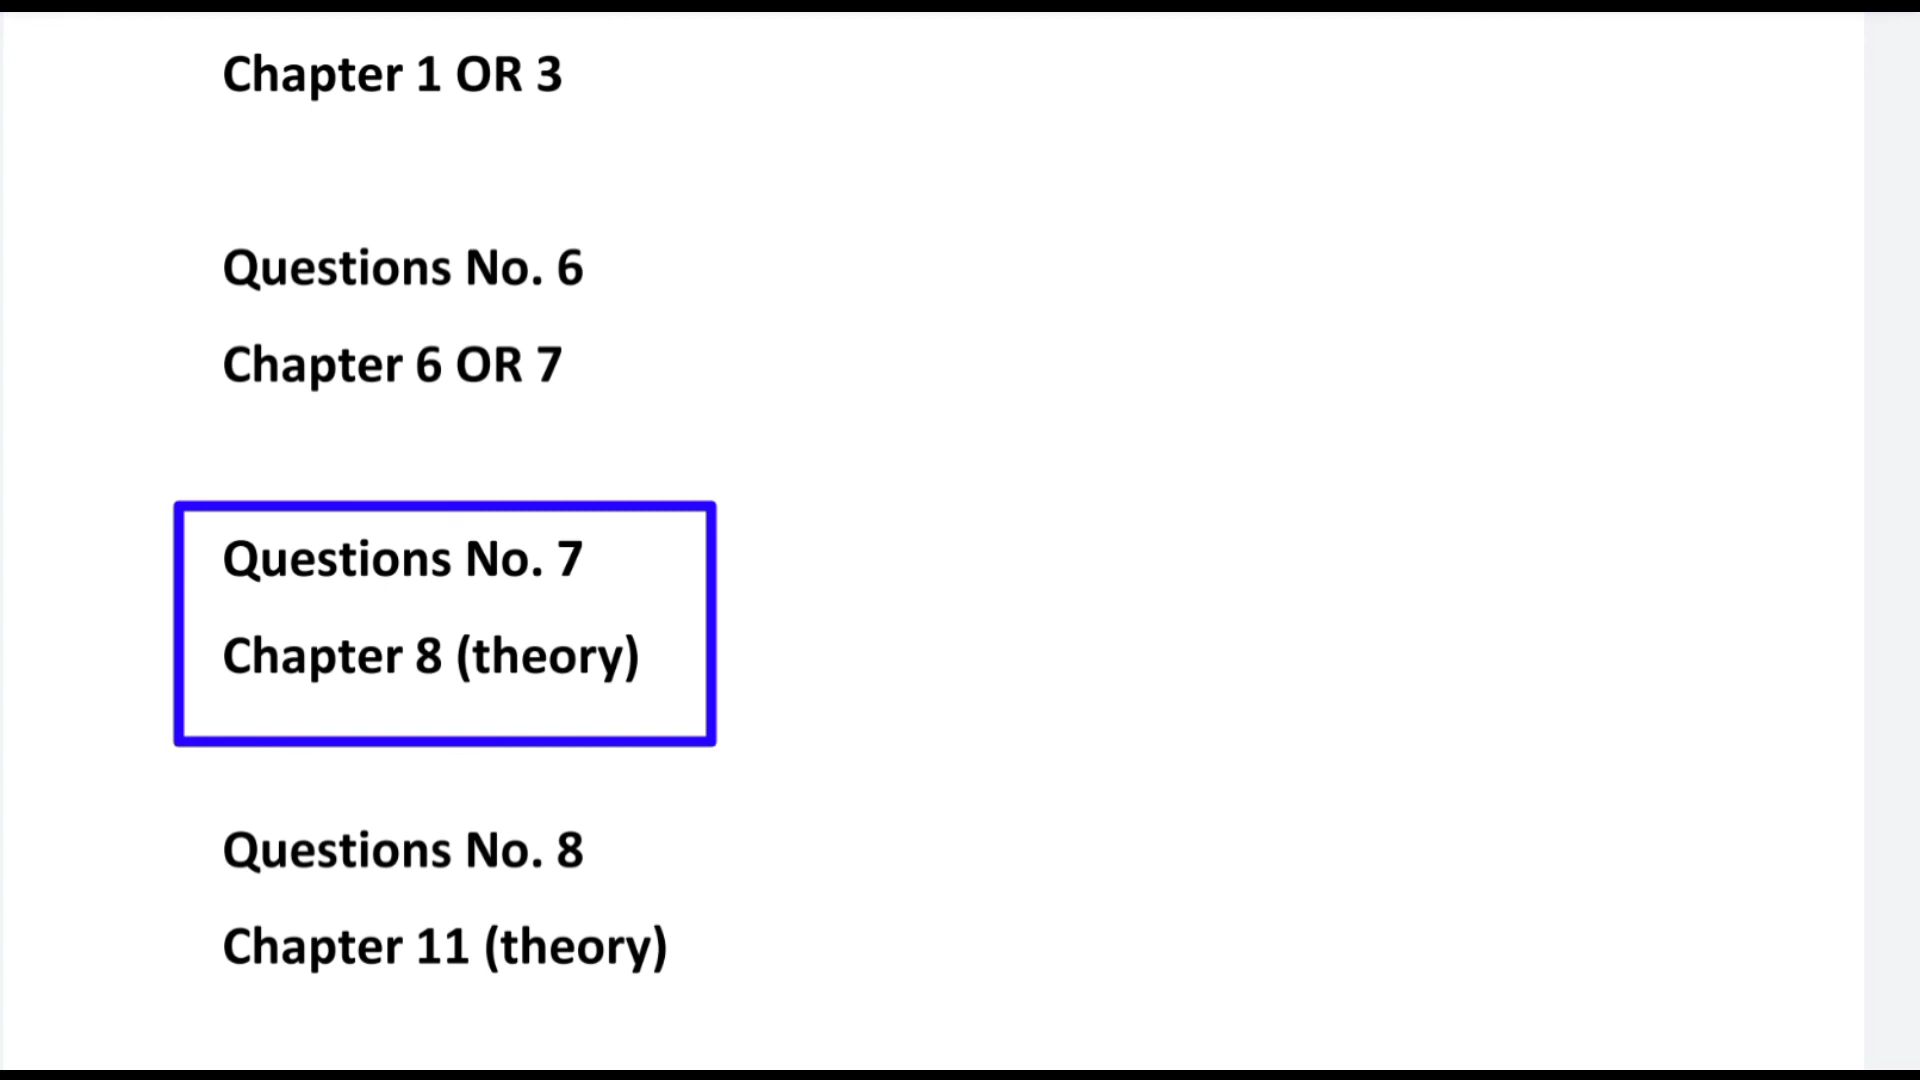 Chapter 1 OR 3
Questions No. 6
Chapter 6 OR 7
Questions No. 7
Chapter 8 (theory)
Questions No. 8
Chapter 11 (theory)